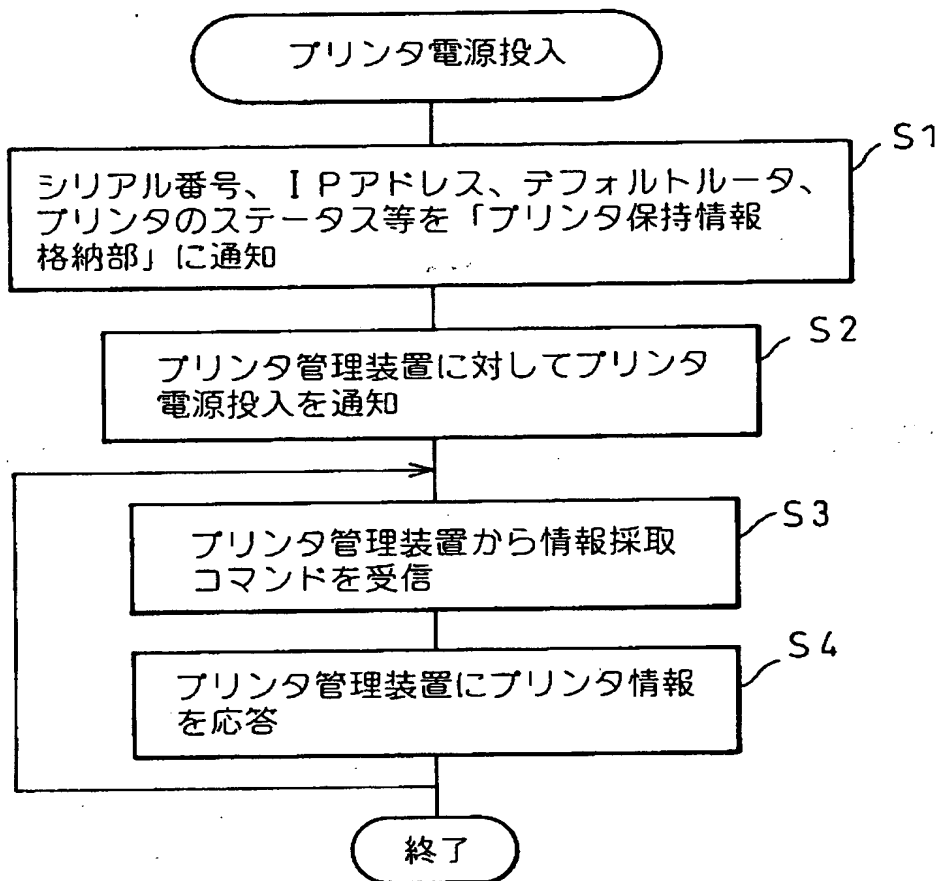 プリンタ電源投入
S1
シリアル番号、IPアドレス、デフォルトルータ、
プリンタのステータス等を「プリンタ保持情報
格納部」に通知
S2
プリンタ管理装置に対してプリンタ
電源投入を通知
S3
プリンタ管理装置から情報採取
コマンドを受信
S4
プリンタ管理装置にプリンタ情報
を応答
終了